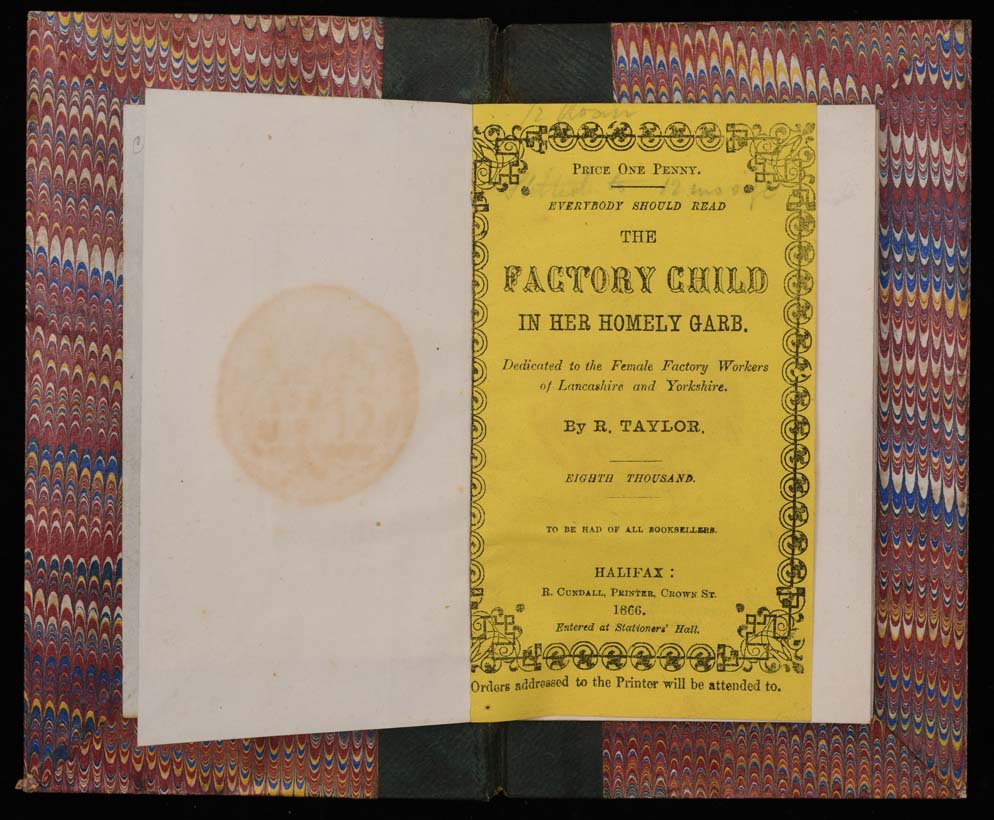 PRICE ONE PENNY.
EVERYBODY SHOULD READ
THE
FACTORY CHILD
IN HER HOMELY GARB.
Dedicated to the Female Factory Workers
of Lancashire and Yorkshire.
By R. TAYLOR.
EIGHTH THOUSAND.
TO BE HAD OF ALL BOOKSELLERS.
HALIFAX :
R. CUNDALL, PRINTER, CROWN ST.
1866.
Entered at Stationers' Hall.
Orders addressed to the Printer will be attended to.